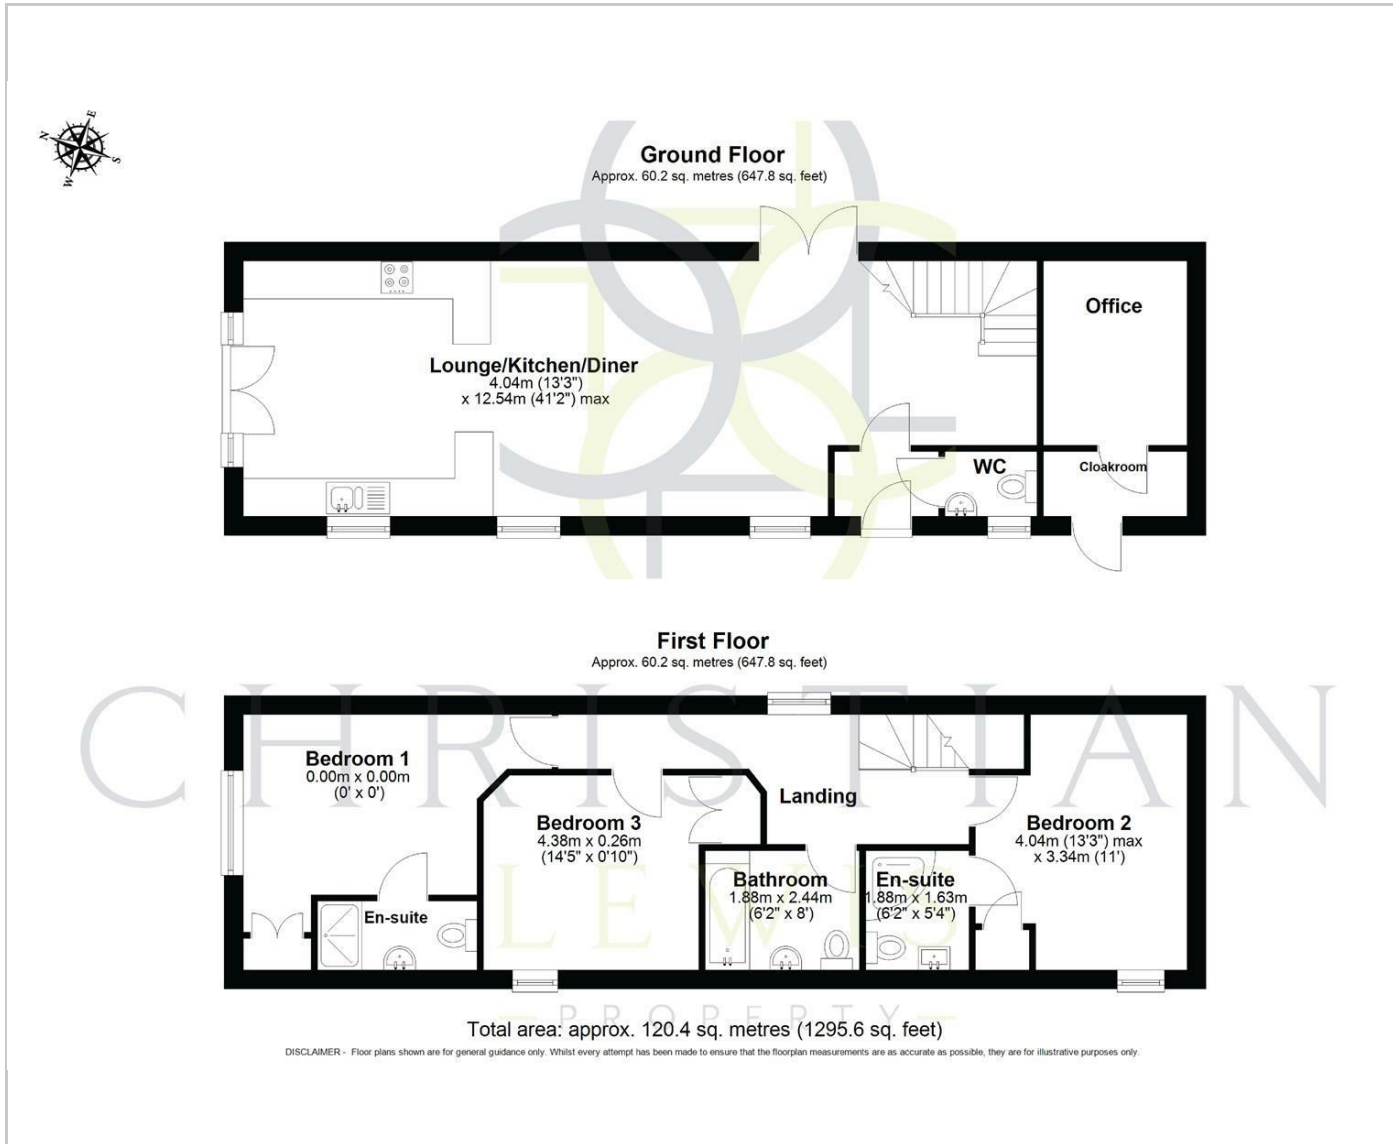 N
E
S
W
Ground Floor
Approx. 60.2 sq. metres (647.8 sq. feet)
Lounge/Kitchen/Diner
4.04m (13'3")
x 12.54m (41'2") max
Office
WC
Cloakroom
First Floor
Approx. 60.2 sq. metres (647.8 sq. feet)
CHRISTIAN
LEWIS
PROPERTY
Bedroom 1
0.00m x 0.00m
(0' x 0')
Bedroom 3
4.38m x 0.26m
(14'5" x 0'10")
Landing
Bedroom 2
4.04m (13'3") max
x 3.34m (11')
En-suite
Bathroom
1.88m x 2.44m
(6'2" x 8')
En-suite
1.88m x 1.63m
(6'2" x 5'4")
Total area: approx. 120.4 sq. metres (1295.6 sq. feet)
DISCLAIMER - Floor plans shown are for general guidance only. Whilst every attempt has been made to ensure that the floorplan measurements are as accurate as possible, they are for illustrative purposes only.